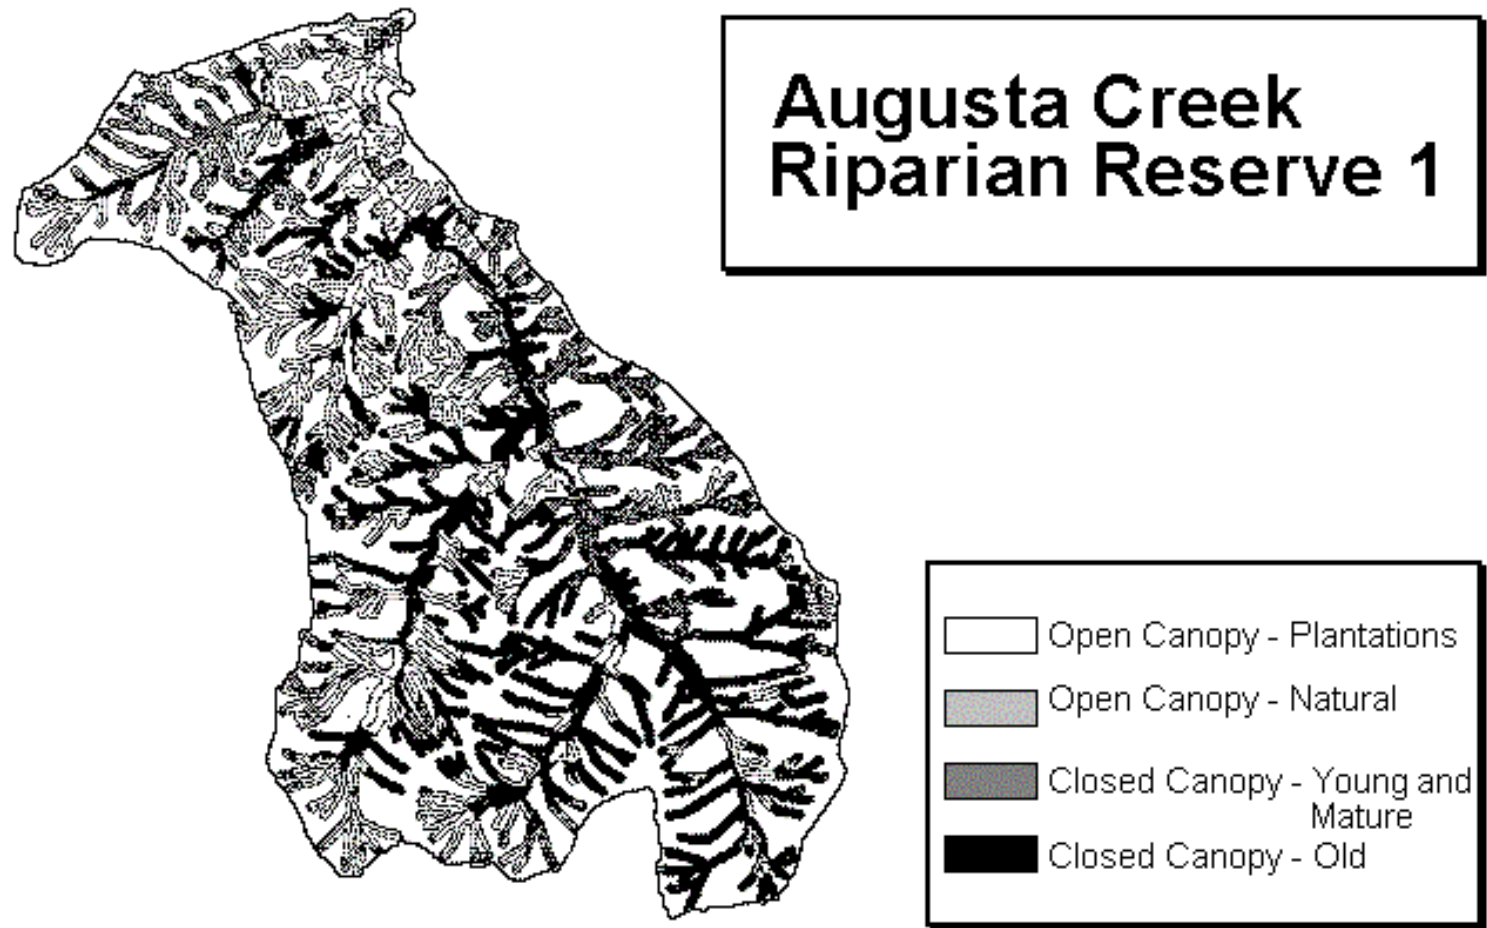 Augusta Creek
Riparian Reserve 1
Open Canopy - Plantations
Open Canopy - Natural
Closed Canopy - Young and
Mature
Closed Canopy - Old